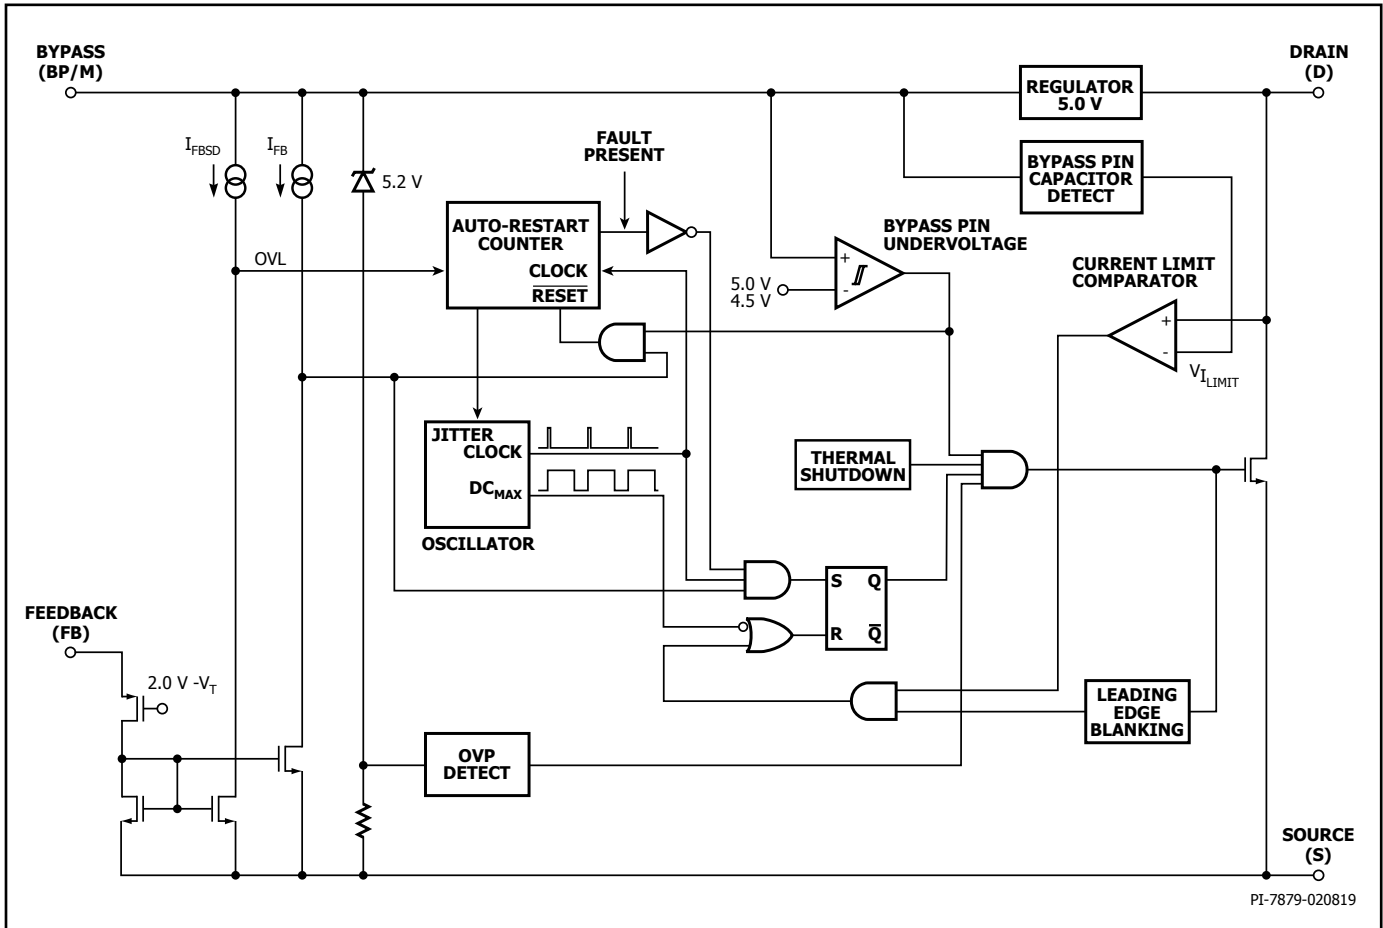 BYPASS
(BP/M)
DRAIN
(D)
REGULATOR
5.0 V
I_FBSD
I_FB
5.2 V
FAULT
PRESENT
BYPASS PIN
CAPACITOR
DETECT
AUTO-RESTART
COUNTER
CLOCK
RESET
OVL
BYPASS PIN
UNDERVOLTAGE
+
-
5.0 V
4.5 V
CURRENT LIMIT
COMPARATOR
+
-
V_I_LIMIT
JITTER
CLOCK
DC_MAX
OSCILLATOR
THERMAL
SHUTDOWN
S Q
R Q̅
FEEDBACK
(FB)
2.0 V -V_T
LEADING
EDGE
BLANKING
OVP
DETECT
SOURCE
(S)
PI-7879-020819